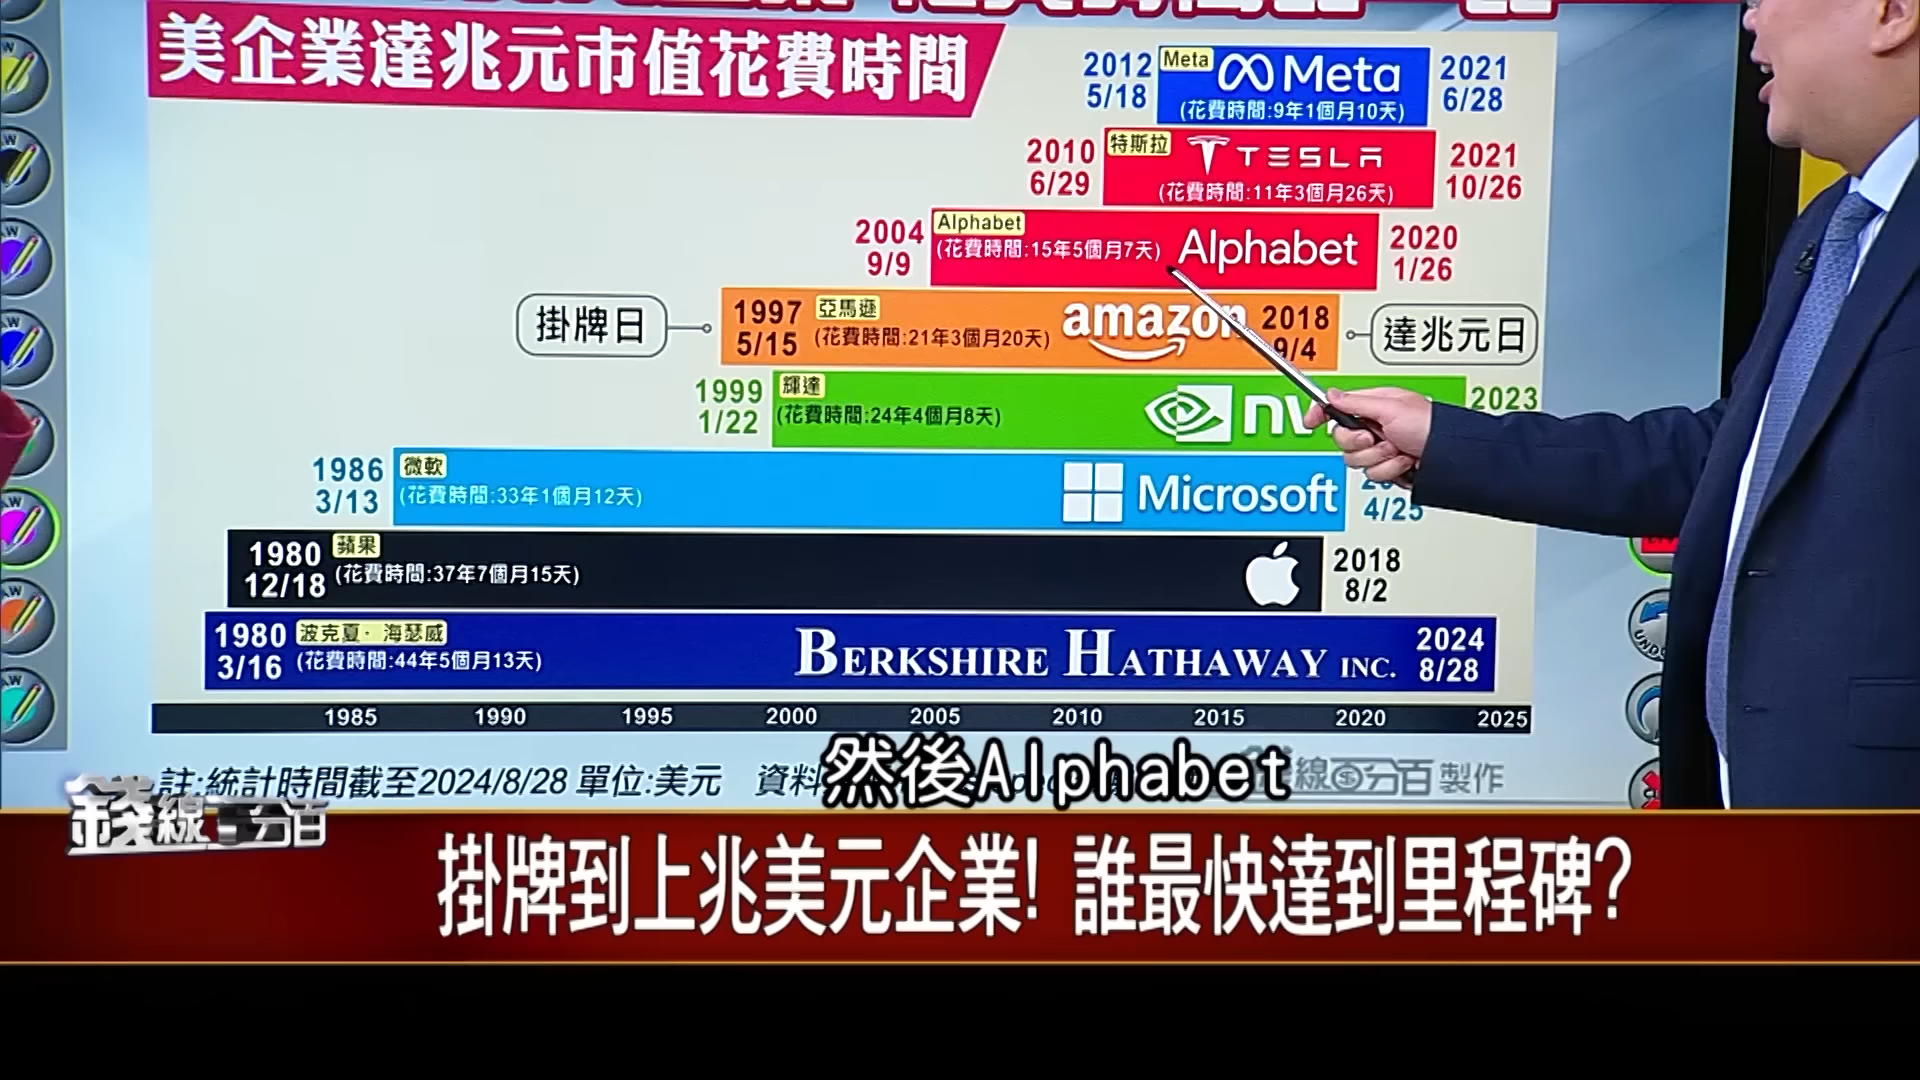 美企業達兆元市值花費時間
2012
5/18
Meta
Meta
(花費時間:9年1個月10天)
2021
6/28
2010
6/29
特斯拉
TESLA
(花費時間:11年3個月26天)
2021
10/26
2004
9/9
Alphabet
(花費時間:15年5個月7天)
Alphabet
2020
1/26
掛牌日
1997
5/15
亞馬遜
(花費時間:21年3個月20天)
amazon
2018
9/4
達兆元日
1999
1/22
輝達
(花費時間:24年4個月8天)
2023
1986
3/13
微軟
(花費時間:33年1個月12天)
Microsoft
4/25
1980
12/18
蘋果
(花費時間:37年7個月15天)
2018
8/2
1980
3/16
波克夏·海瑟威
(花費時間:44年5個月13天)
BERKSHIRE HATHAWAY INC.
2024
8/28
1985 1990 1995 2000 2005 2010 2015 2020 2025
註:統計時間截至2024/8/28 單位:美元 資料
製作
然後Alphabet
錢線百分百
掛牌到上兆美元企業! 誰最快達到里程碑?